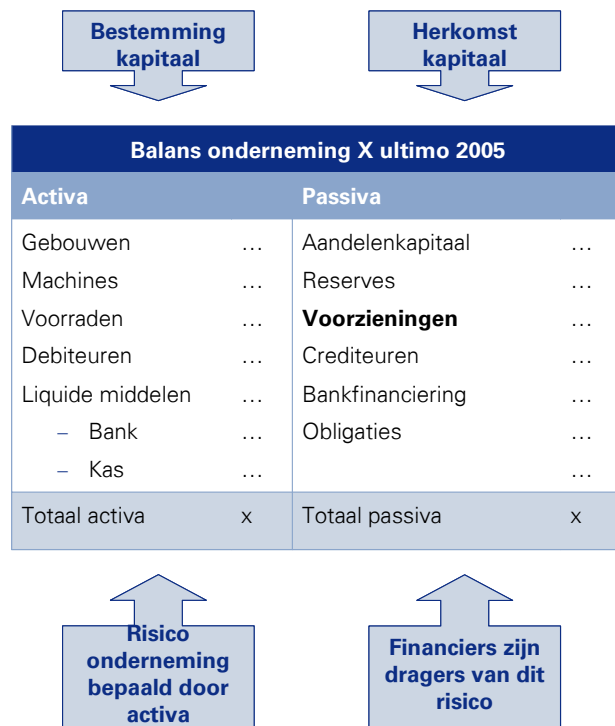 Bestemming
kapitaal
Herkomst
kapitaal
Balans onderneming X ultimo 2005
Activa Passiva
Gebouwen … Aandelenkapitaal …
Machines … Reserves …
Voorraden … Voorzieningen …
Debiteuren … Crediteuren …
Liquide middelen … Bankfinanciering …
– Bank … Obligaties …
– Kas … …
Totaal activa x Totaal passiva x
Risico
onderneming
bepaald door
activa
Financiers zijn
dragers van dit
risico